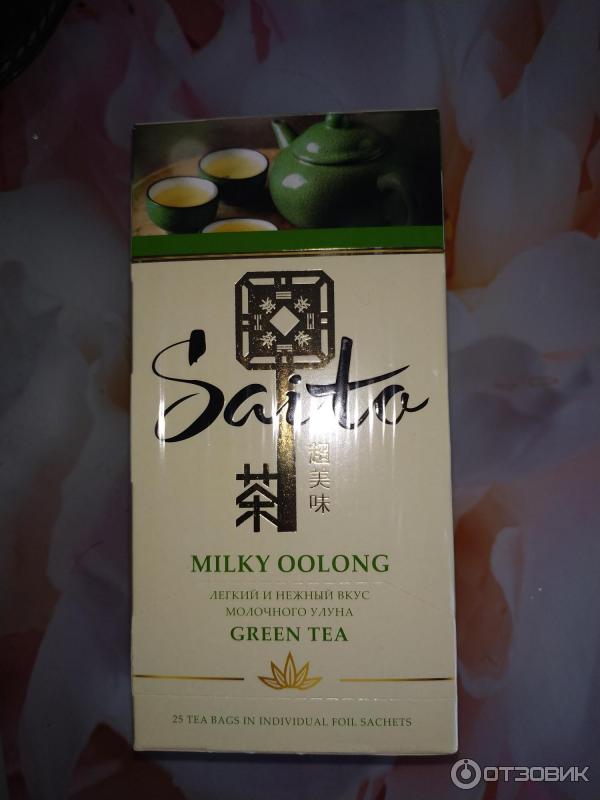 Saito
茶
超美味
MILKY OOLONG
ЛЕГКИЙ И НЕЖНЫЙ ВКУС
МОЛОЧНОГО УЛУНА
GREEN TEA
25 TEA BAGS IN INDIVIDUAL FOIL SACHETS
ОТЗОВИК